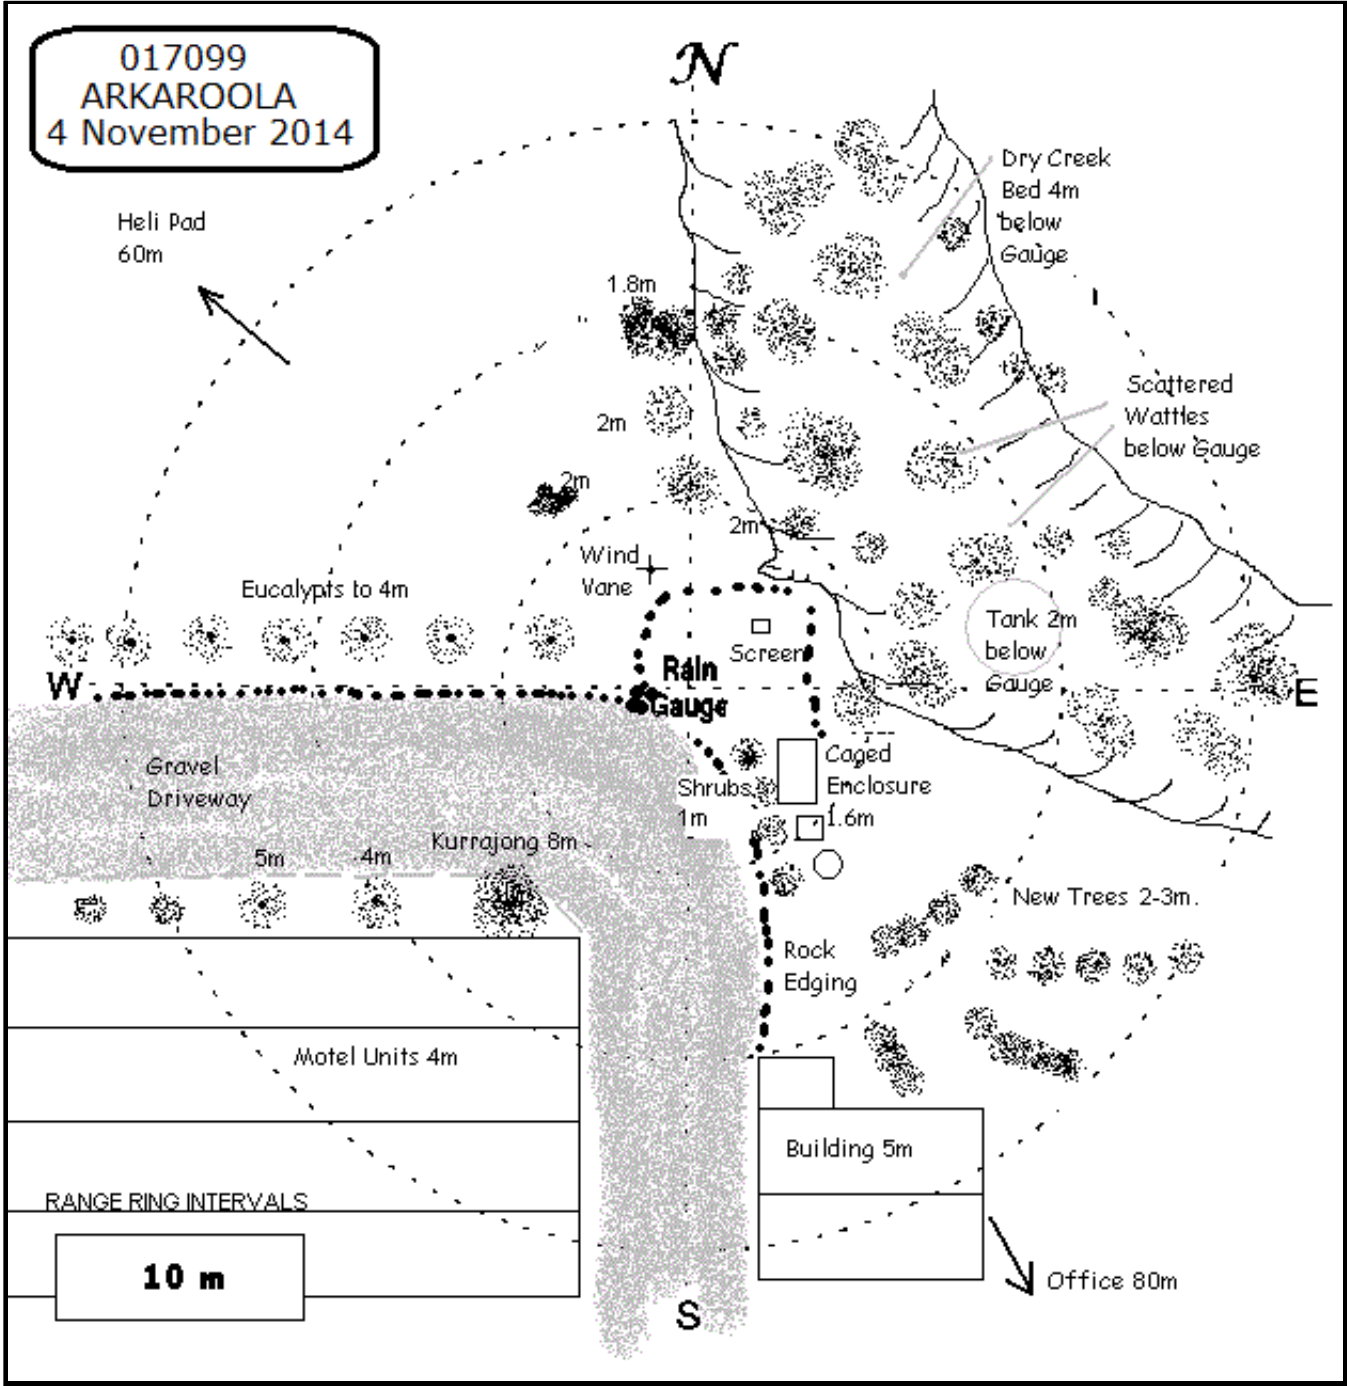 017099
ARKAROOLA
4 November 2014
N
Heli Pad
60m
Dry Creek
Bed 4m
below
Gauge
1.8m
Scattered
Wattles
below Gauge
2m
2m
2m
Wind
Vane
Eucalypts to 4m
Tank 2m
below
Gauge
Screen
W
Rain
Gauge
E
Gravel
Driveway
Caged
Enclosure
1.6m
Shrubs
1m
Kurrajong 8m
5m
4m
New Trees 2-3m.
Rock
Edging
Motel Units 4m
Building 5m
RANGE RING INTERVALS
10 m
Office 80m
S